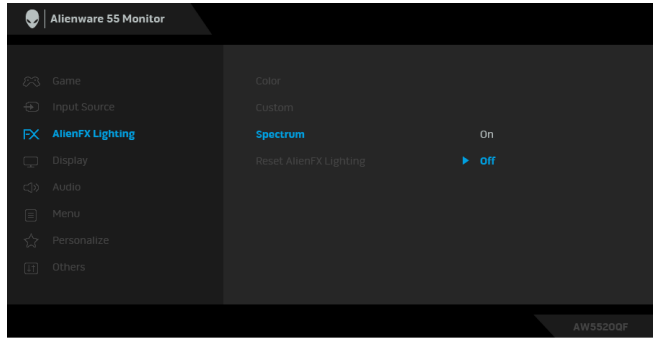 Alienware 55 Monitor
Game
Color
Input Source
Custom
AlienFX Lighting
Spectrum
On
Display
Reset AlienFX Lighting
Off
Audio
Menu
Personalize
Others
AW5520QF